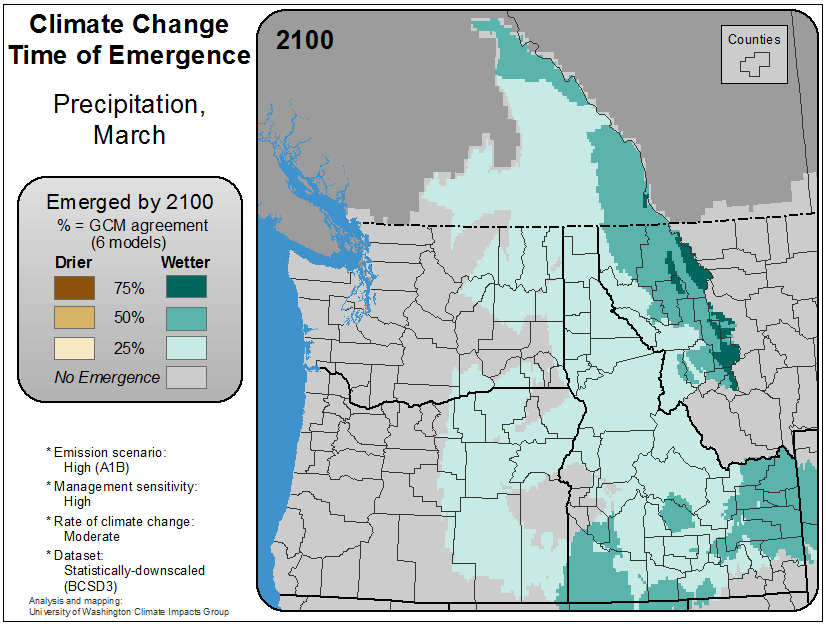 Climate Change
Time of Emergence
Precipitation,
March
Emerged by 2100
% = GCM agreement
(6 models)
Drier Wetter
75%
50%
25%
No Emergence
* Emission scenario:
High (A1B)
* Management sensitivity:
High
* Rate of climate change:
Moderate
* Dataset:
Statistically-downscaled
(BCSD3)
Analysis and mapping:
University of Washington Climate Impacts Group
2100
Counties